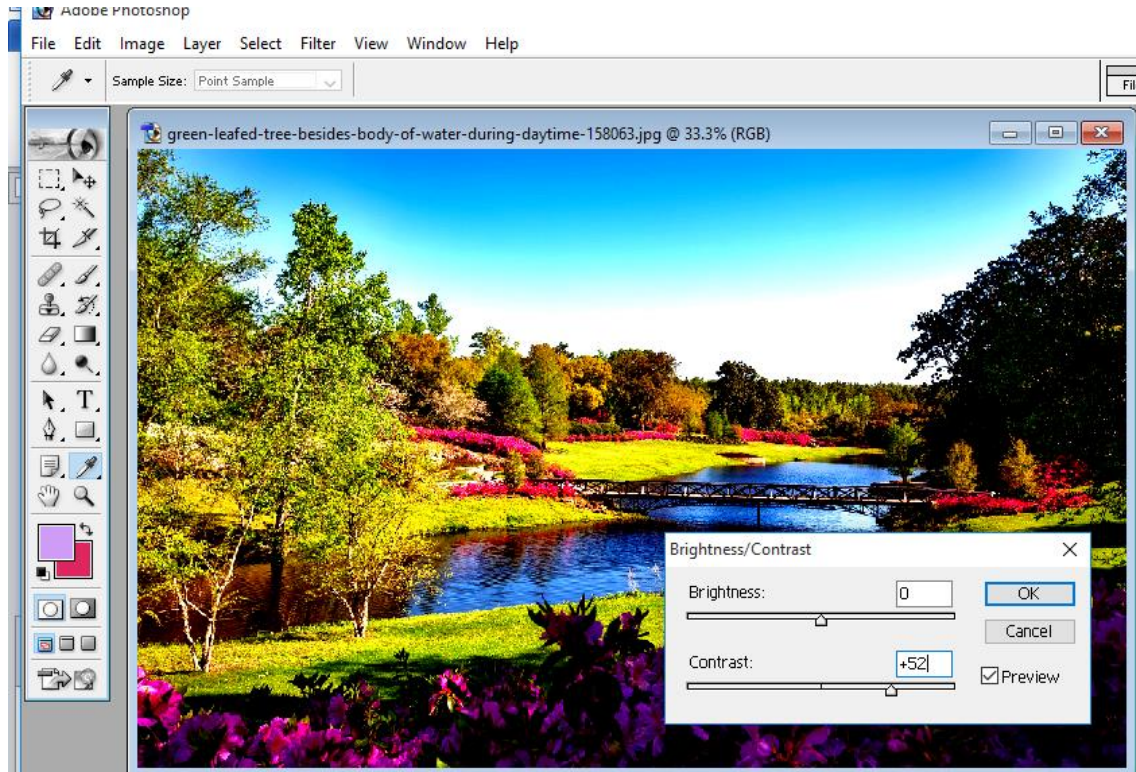 Adobe Photoshop
File Edit Image Layer Select Filter View Window Help
Sample Size: Point Sample
green-leafed-tree-besides-body-of-water-during-daytime-158063.jpg @ 33.3% (RGB)
Brightness/Contrast
Brightness: 0 OK
Cancel
Contrast: +52 Preview